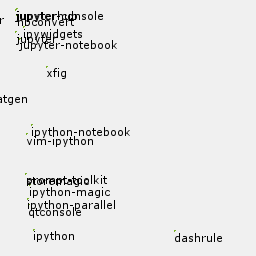 jupyter-console
nbconvert
ipywidgets
jupyter
jupyter-notebook
xfig
atgen
ipython-notebook
vim-ipython
prompt-toolkit
storemagic
ipython-magic
ipython-parallel
qtconsole
ipython
dashrule